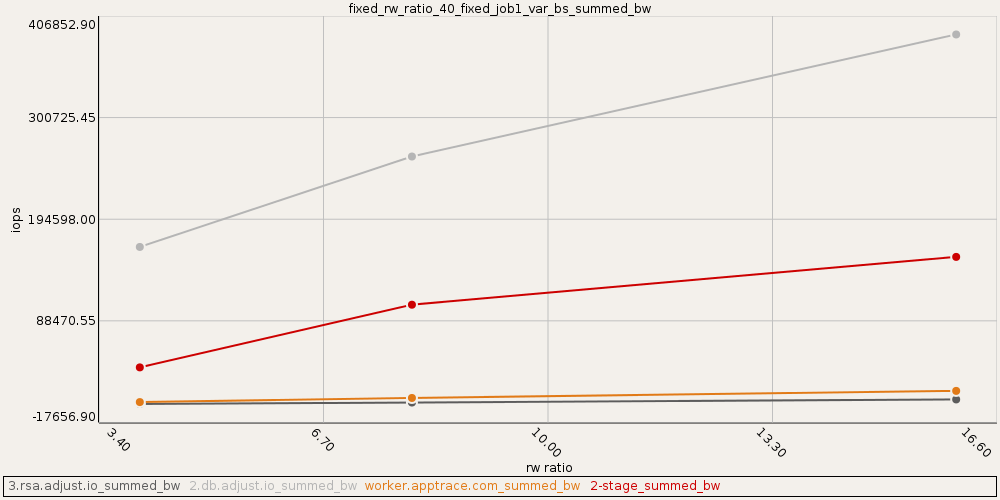 fixed_rw_ratio_40_fixed_job1_var_bs_summed_bw
406852.90
300725.45
194598.00
88470.55
-17656.90
iops
3.40
6.70
10.00
13.30
16.60
rw ratio
3.rsa.adjust.io_summed_bw 2.db.adjust.io_summed_bw worker.apptrace.com_summed_bw 2-stage_summed_bw